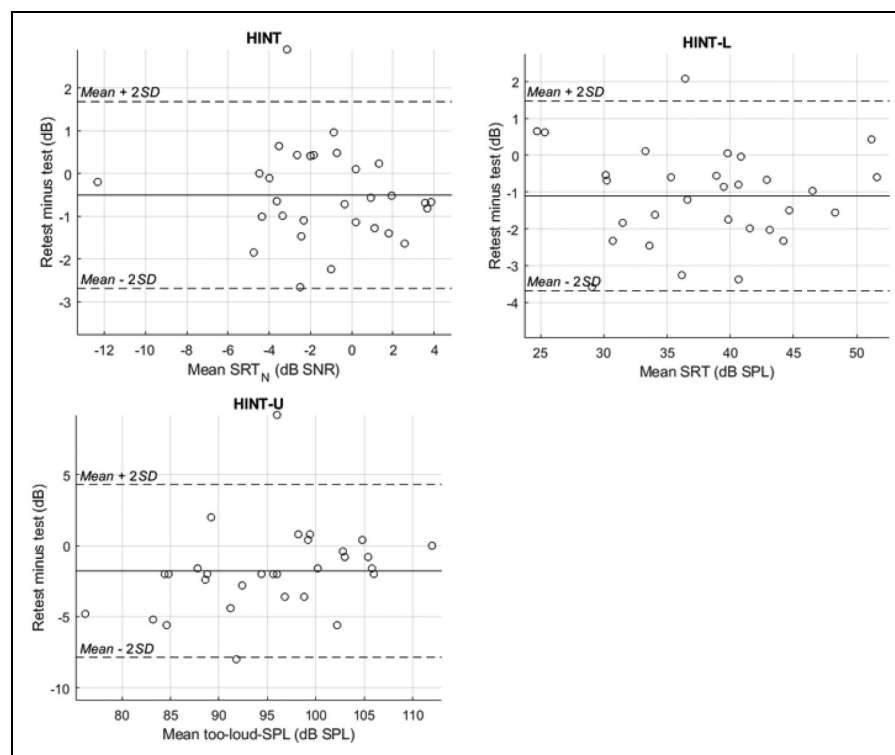 HINT
Mean + 2SD
Mean - 2SD
2
1
0
-1
-2
-3
-12
-10
-8
-6
-4
-2
0
2
4
Retest minus test (dB)
Mean SRT_N (dB SNR)
HINT-L
Mean + 2SD
Mean - 2SD
2
1
0
-1
-2
-3
-4
25
30
35
40
45
50
Retest minus test (dB)
Mean SRT (dB SPL)
HINT-U
Mean + 2SD
Mean - 2SD
5
0
-5
-10
80
85
90
95
100
105
110
Retest minus test (dB)
Mean too-loud-SPL (dB SPL)